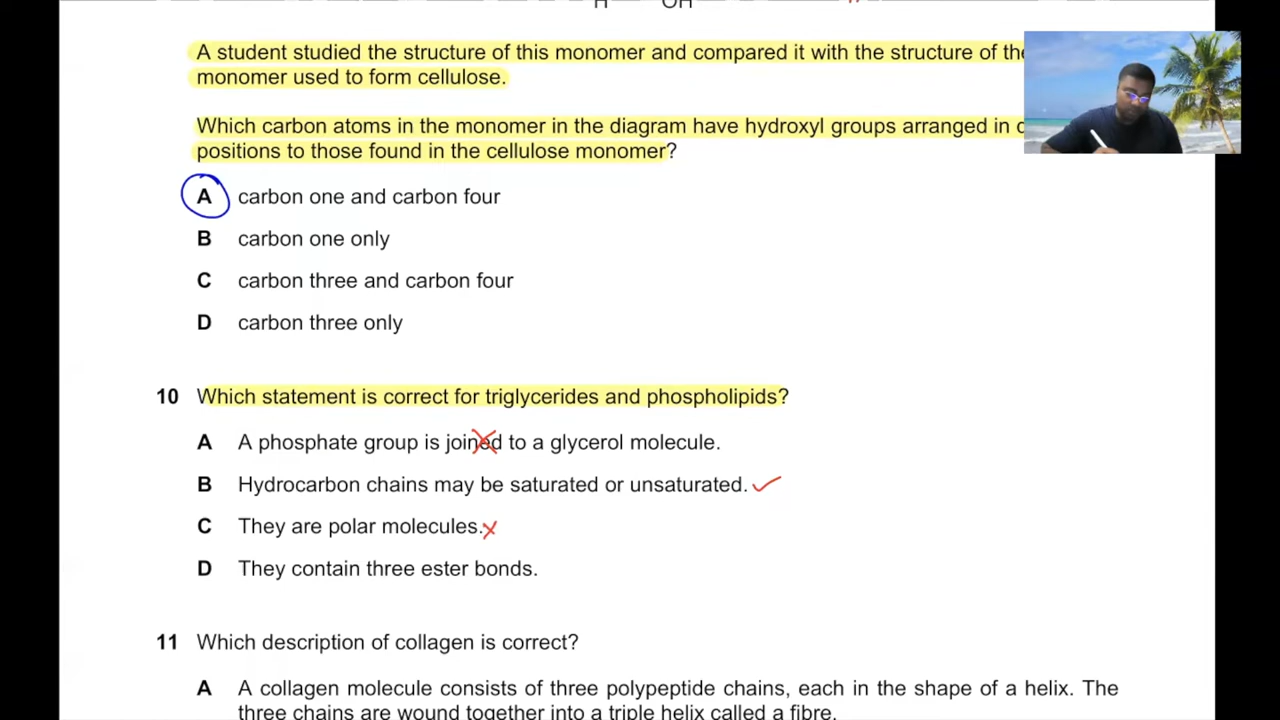 H OH
A student studied the structure of this monomer and compared it with the structure of the
monomer used to form cellulose.
Which carbon atoms in the monomer in the diagram have hydroxyl groups arranged in
positions to those found in the cellulose monomer?
A carbon one and carbon four
B carbon one only
C carbon three and carbon four
D carbon three only
10 Which statement is correct for triglycerides and phospholipids?
A A phosphate group is joined to a glycerol molecule.
B Hydrocarbon chains may be saturated or unsaturated.
C They are polar molecules.
D They contain three ester bonds.
11 Which description of collagen is correct?
A A collagen molecule consists of three polypeptide chains, each in the shape of a helix. The
three chains are wound together into a triple helix called a fibre.